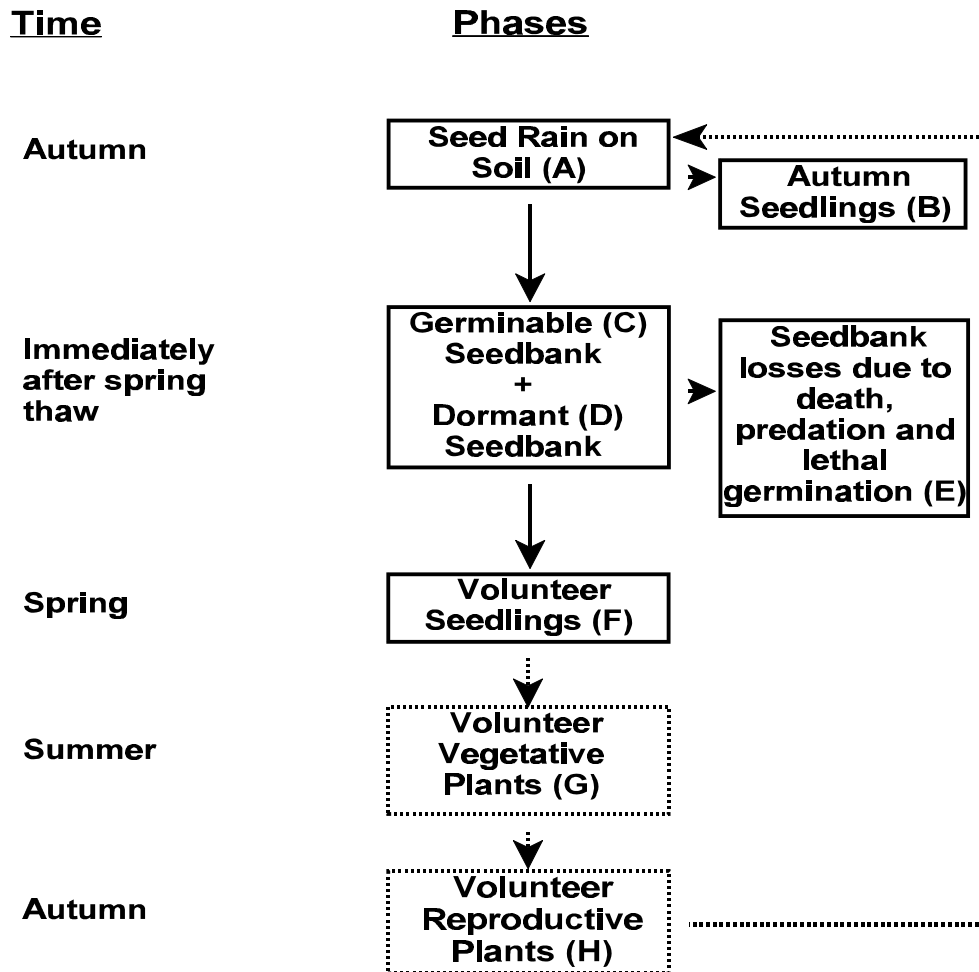 Time
Phases
Autumn
Seed Rain on
Soil (A)
Autumn
Seedlings (B)
Immediately
after spring
thaw
Germinable (C)
Seedbank
+
Dormant (D)
Seedbank
Seedbank
losses due to
death,
predation and
lethal
germination (E)
Spring
Volunteer
Seedlings (F)
Summer
Volunteer
Vegetative
Plants (G)
Autumn
Volunteer
Reproductive
Plants (H)